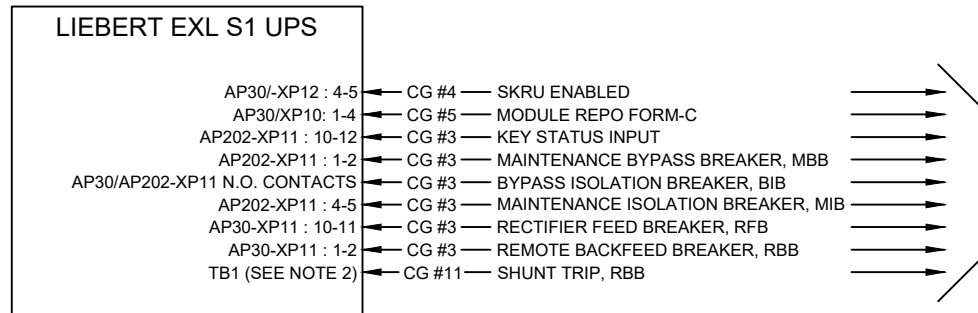 LIEBERT EXL S1 UPS
AP30/-XP12 : 4-5 CG #4 SKRU ENABLED
AP30/XP10: 1-4 CG #5 MODULE REPO FORM-C
AP202-XP11 : 10-12 CG #3 KEY STATUS INPUT
AP202-XP11 : 1-2 CG #3 MAINTENANCE BYPASS BREAKER, MBB
AP30/AP202-XP11 N.O. CONTACTS CG #3 BYPASS ISOLATION BREAKER, BIB
AP202-XP11 : 4-5 CG #3 MAINTENANCE ISOLATION BREAKER, MIB
AP30-XP11 : 10-11 CG #3 RECTIFIER FEED BREAKER, RFB
AP30-XP11 : 1-2 CG #3 REMOTE BACKFEED BREAKER, RBB
TB1 (SEE NOTE 2) CG #11 SHUNT TRIP, RBB